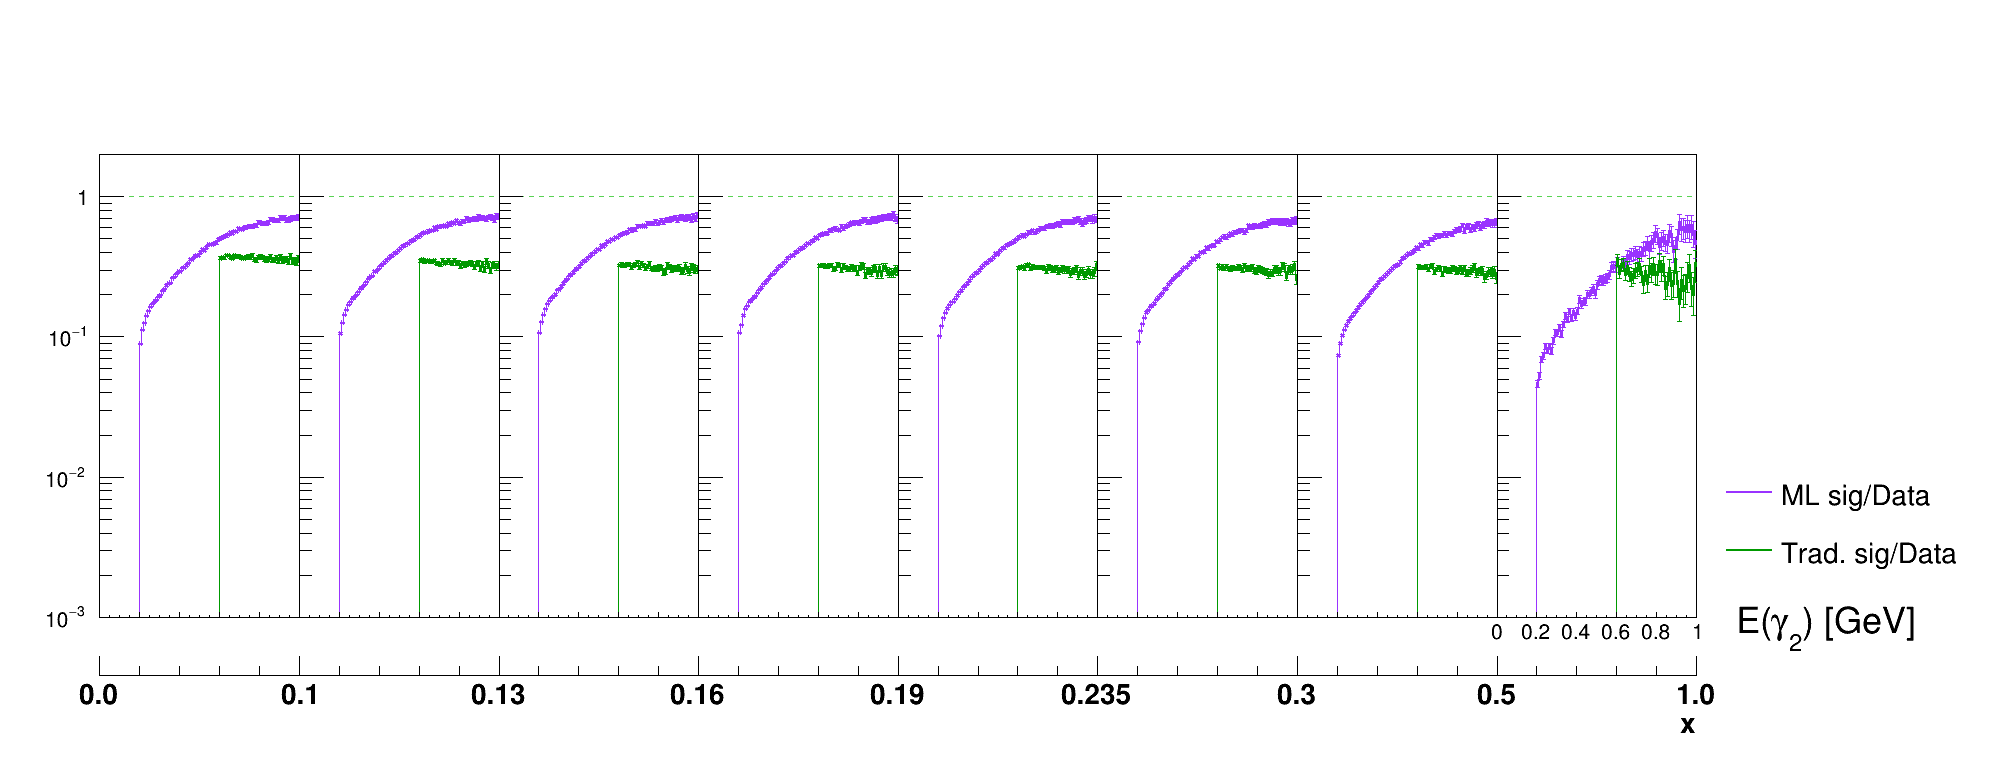 1
10⁻¹
10⁻²
10⁻³
ML sig/Data
Trad. sig/Data
0 0.2 0.4 0.6 0.8 1
E(γ₂) [GeV]
0.0 0.1 0.13 0.16 0.19 0.235 0.3 0.5 1.0
x